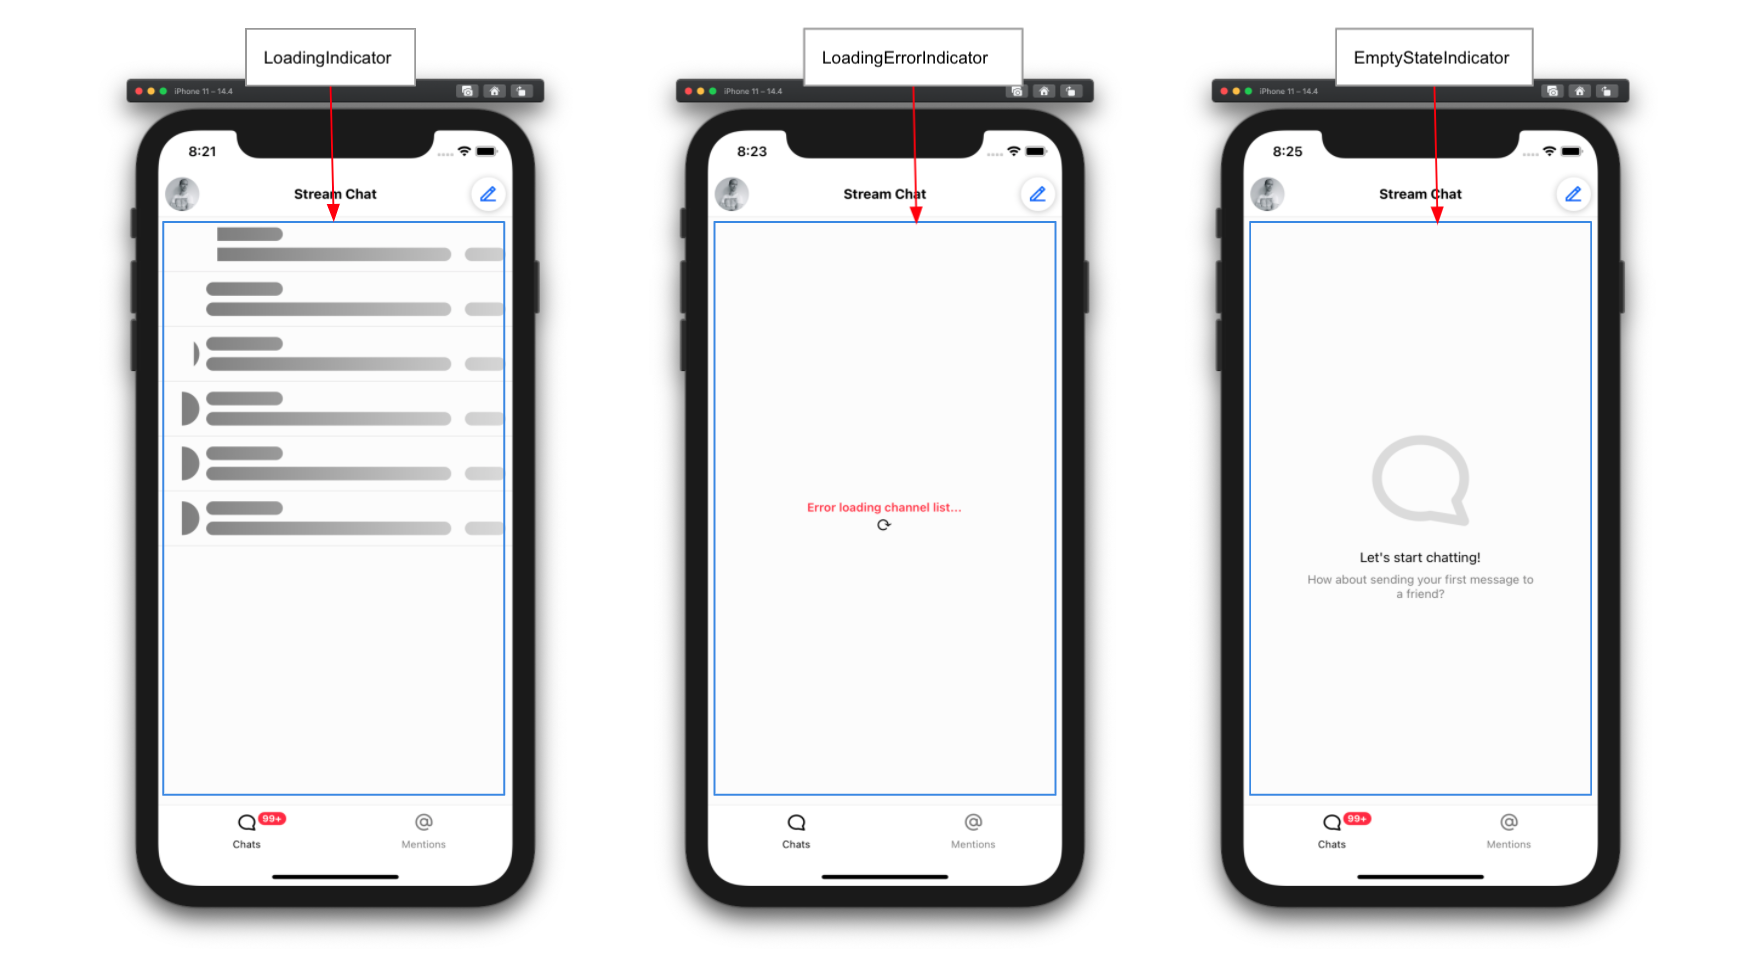 LoadingIndicator
iPhone 11 – 14.4
8:21
Stream Chat
99+
Chats
Mentions
LoadingErrorIndicator
iPhone 11 – 14.4
8:23
Stream Chat
Error loading channel list...
Chats
Mentions
EmptyStateIndicator
iPhone 11 – 14.4
8:25
Stream Chat
Let's start chatting!
How about sending your first message to
a friend?
99+
Chats
Mentions